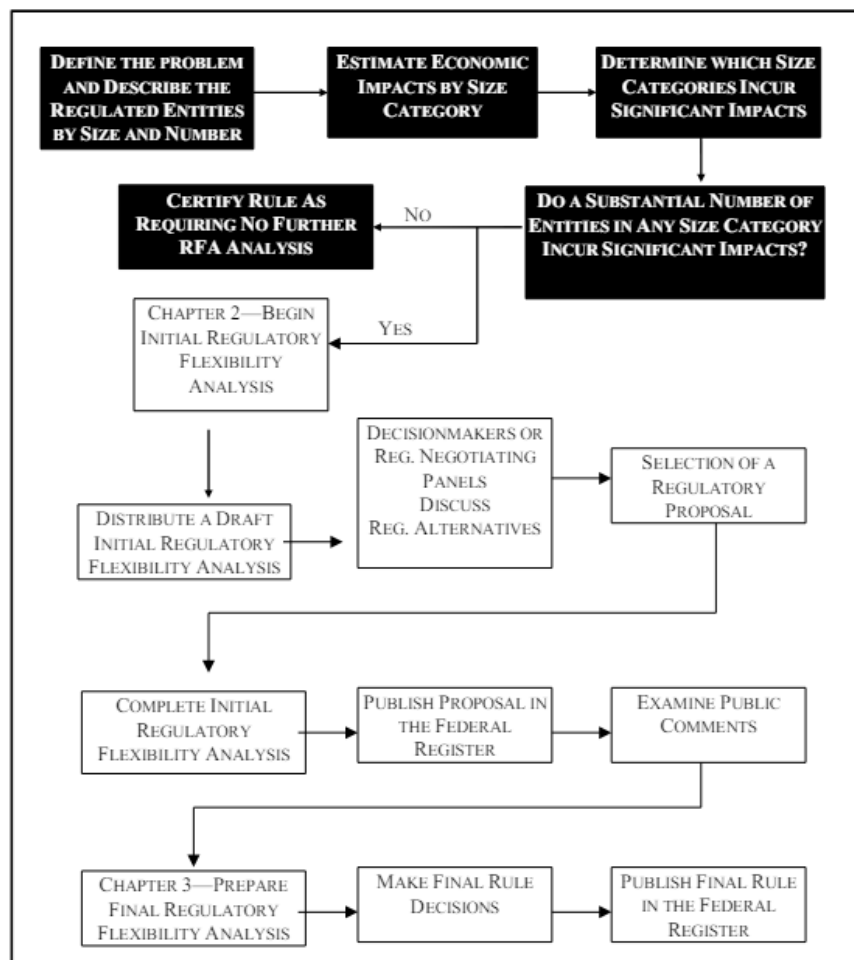 DEFINE THE PROBLEM
AND DESCRIBE THE
REGULATED ENTITIES
BY SIZE AND NUMBER
ESTIMATE ECONOMIC
IMPACTS BY SIZE
CATEGORY
DETERMINE WHICH SIZE
CATEGORIES INCUR
SIGNIFICANT IMPACTS
CERTIFY RULE AS
REQUIRING NO FURTHER
RFA ANALYSIS
NO
DO A SUBSTANTIAL NUMBER OF
ENTITIES IN ANY SIZE CATEGORY
INCUR SIGNIFICANT IMPACTS?
CHAPTER 2—BEGIN
INITIAL REGULATORY
FLEXIBILITY
ANALYSIS
YES
DISTRIBUTE A DRAFT
INITIAL REGULATORY
FLEXIBILITY ANALYSIS
DECISIONMAKERS OR
REG. NEGOTIATING
PANELS
DISCUSS
REG. ALTERNATIVES
SELECTION OF A
REGULATORY
PROPOSAL
COMPLETE INITIAL
REGULATORY
FLEXIBILITY ANALYSIS
PUBLISH PROPOSAL IN
THE FEDERAL
REGISTER
EXAMINE PUBLIC
COMMENTS
CHAPTER 3—PREPARE
FINAL REGULATORY
FLEXIBILITY ANALYSIS
MAKE FINAL RULE
DECISIONS
PUBLISH FINAL RULE
IN THE FEDERAL
REGISTER